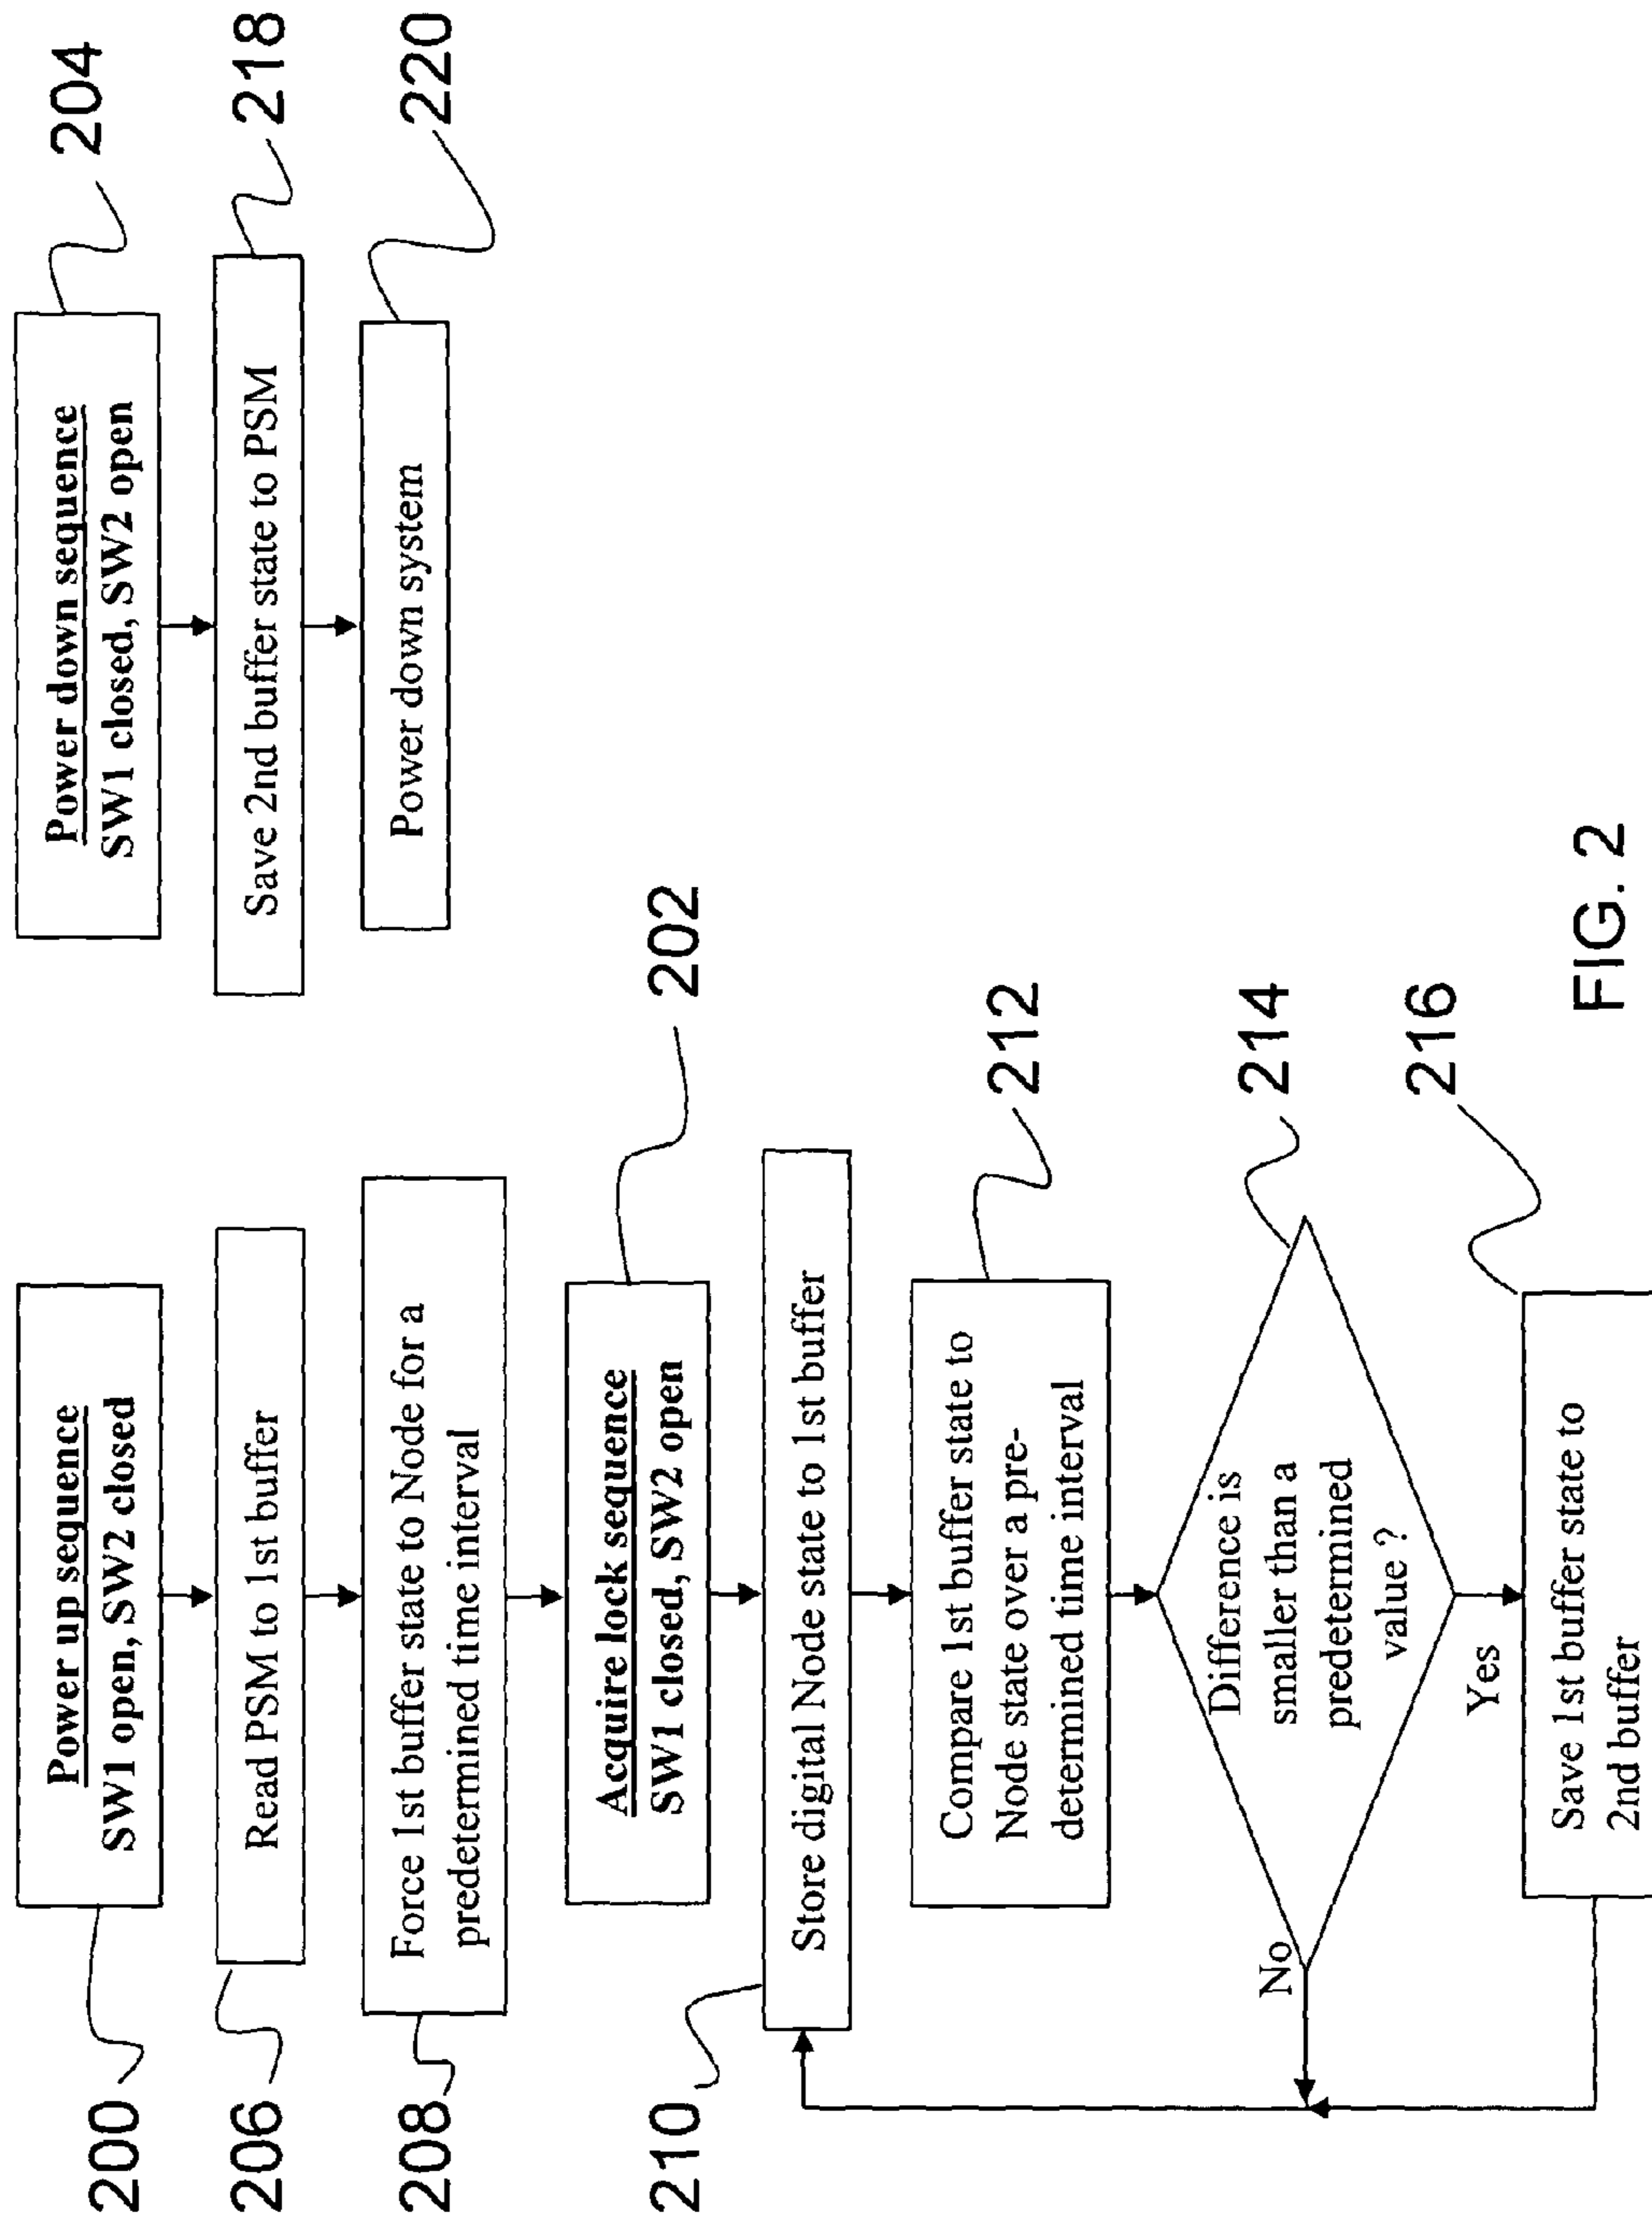 200
Power up sequence
SW1 open, SW2 closed
206
Read PSM to 1st buffer
208
Force 1st buffer state to Node for a
predetermined time interval
Acquire lock sequence
SW1 closed, SW2 open
202
210
Store digital Node state to 1st buffer
Compare 1st buffer state to
Node state over a pre-
determined time interval
212
Difference is
smaller than a
predetermined
value ?
214
No
Yes
Save 1st buffer state to
2nd buffer
216
Power down sequence
SW1 closed, SW2 open
204
Save 2nd buffer state to PSM
218
Power down system
220
FIG. 2